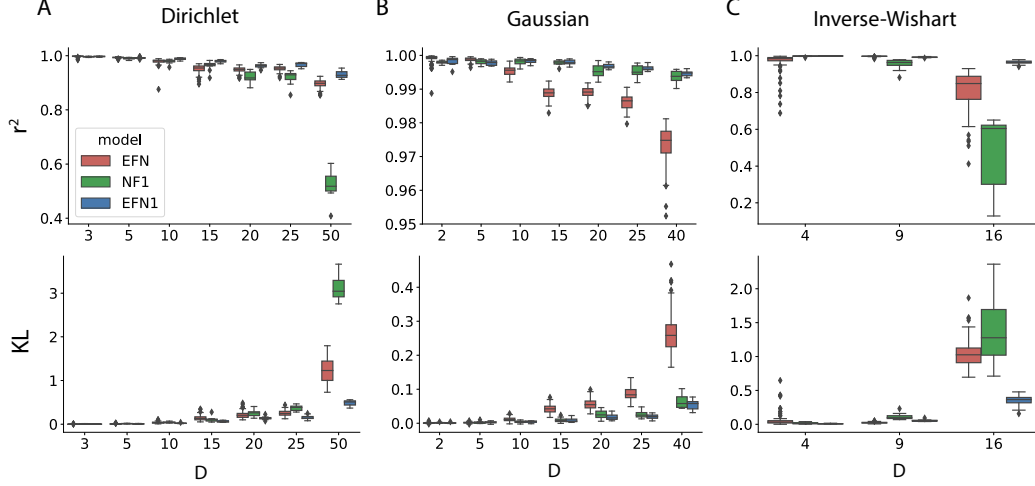 A
Dirichlet
B
Gaussian
C
Inverse-Wishart
r²
1.0
0.8
0.6
0.4
model
EFN
NF1
EFN1
3 5 10 15 20 25 50
1.00
0.99
0.98
0.97
0.96
0.95
2 5 10 15 20 25 40
1.0
0.8
0.6
0.4
0.2
4 9 16
KL
3
2
1
0
3 5 10 15 20 25 50
D
0.4
0.3
0.2
0.1
0.0
2 5 10 15 20 25 40
D
2.0
1.5
1.0
0.5
0.0
4 9 16
D